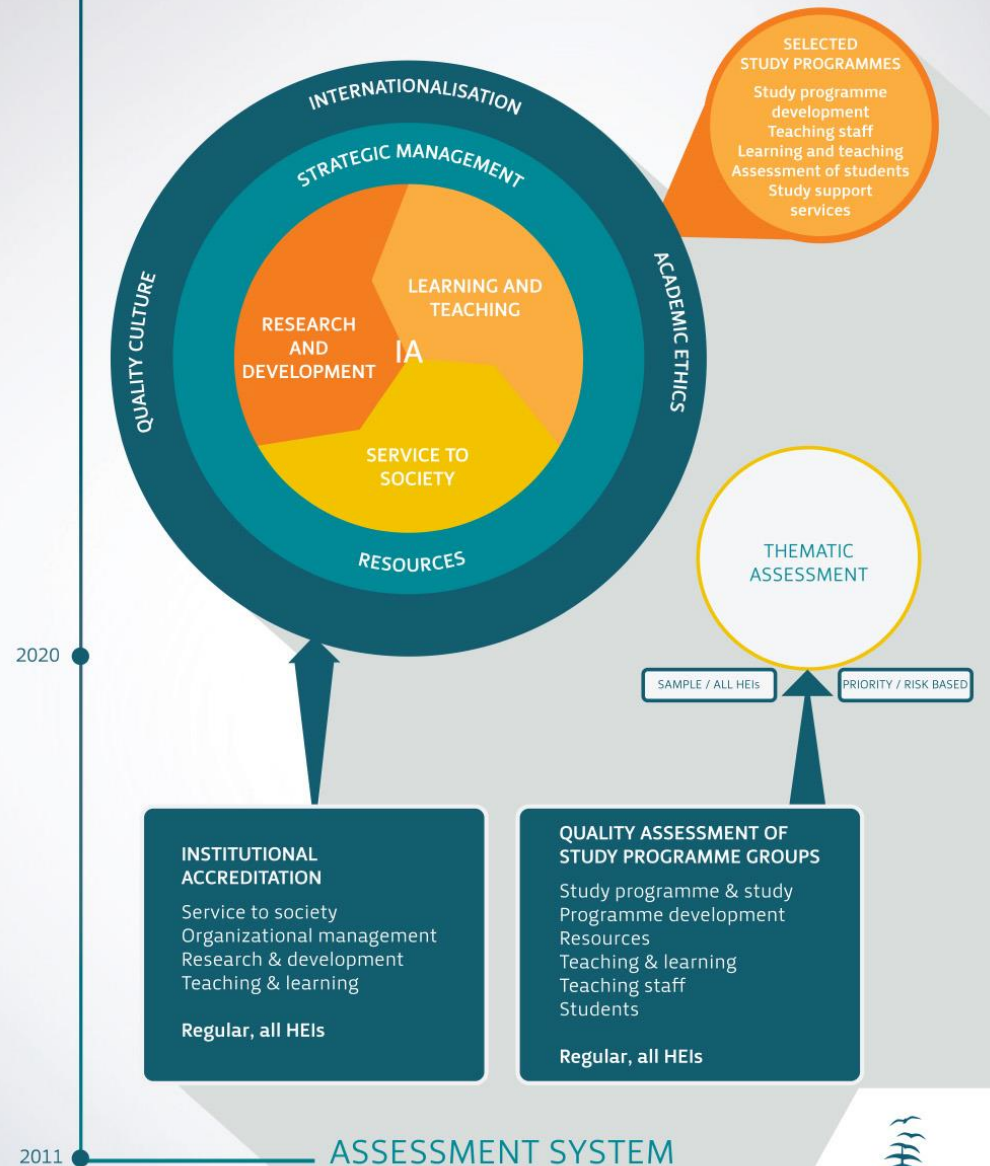 SELECTED
STUDY PROGRAMMES
Study programme
development
Teaching staff
Learning and teaching
Assessment of students
Study support
services
INTERNATIONALISATION
STRATEGIC MANAGEMENT
QUALITY CULTURE
ACADEMIC ETHICS
LEARNING AND
TEACHING
RESEARCH
AND
DEVELOPMENT
IA
SERVICE TO
SOCIETY
RESOURCES
THEMATIC
ASSESSMENT
2020
SAMPLE / ALL HEIs
PRIORITY / RISK BASED
INSTITUTIONAL
ACCREDITATION
Service to society
Organizational management
Research & development
Teaching & learning
Regular, all HEIs
QUALITY ASSESSMENT OF
STUDY PROGRAMME GROUPS
Study programme & study
Programme development
Resources
Teaching & learning
Teaching staff
Students
Regular, all HEIs
2011
ASSESSMENT SYSTEM